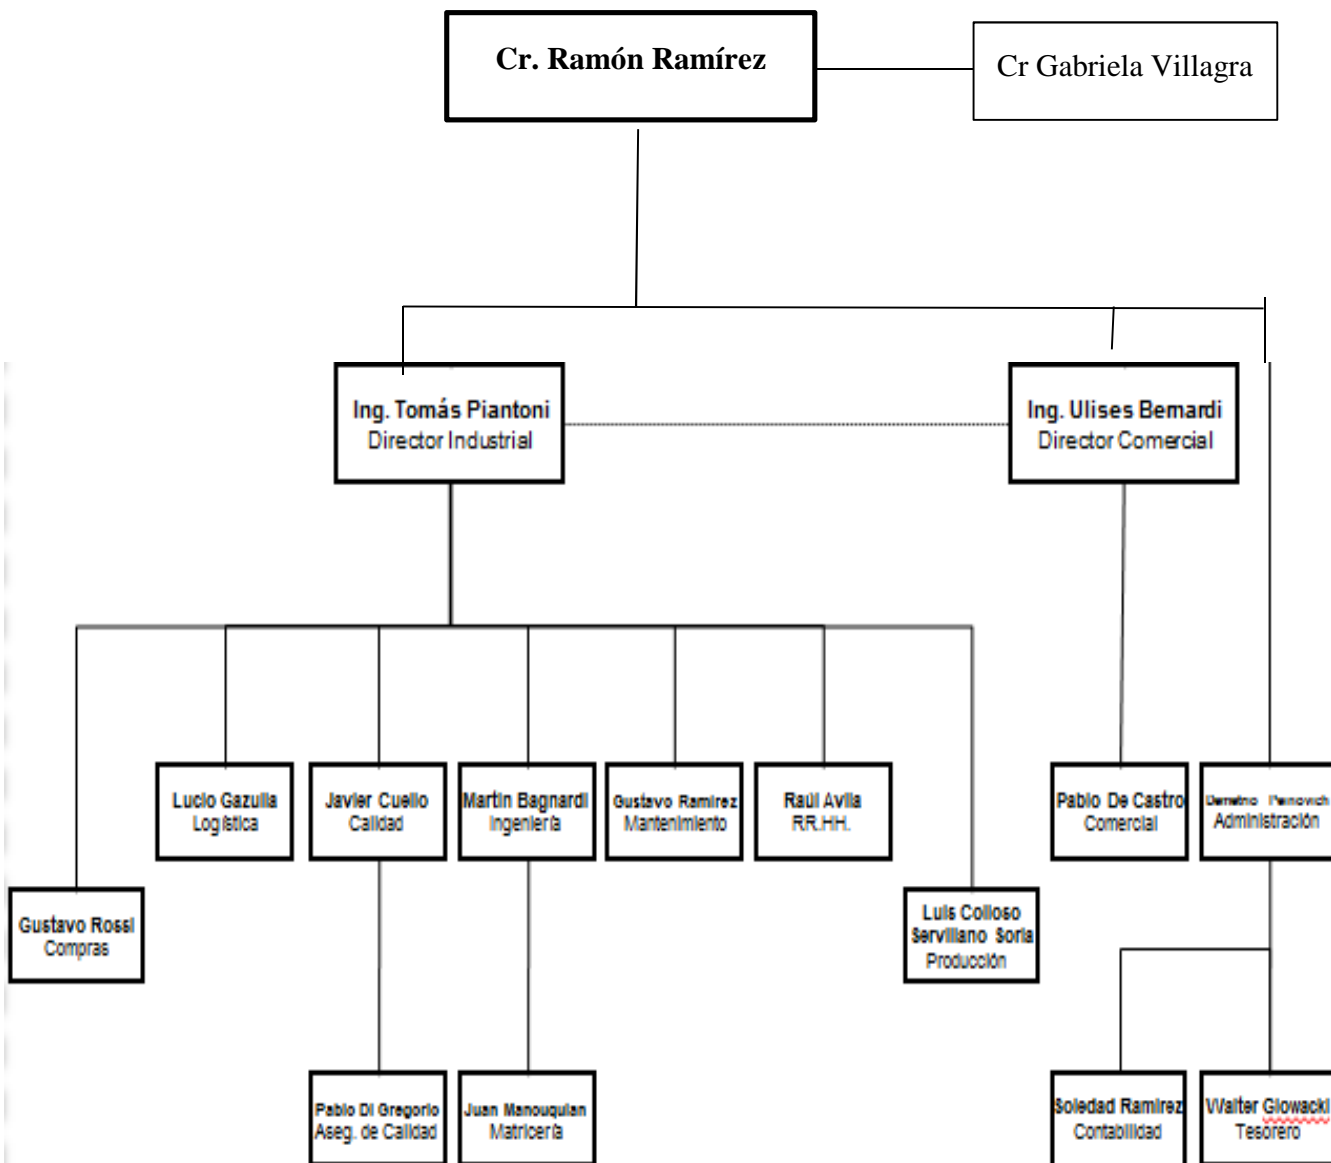 Cr. Ramón Ramírez
Cr Gabriela Villagra
Ing. Tomás Piantoni
Director Industrial
Ing. Ulises Bernardi
Director Comercial
Lucio Gazulla
Logística
Javier Cuello
Calidad
Martin Bagnardi
Ingeniería
Gustavo Ramirez
Mantenimiento
Raúl Avila
RR.HH.
Pablo De Castro
Comercial
Administración
Gustavo Rossi
Compras
Luis Colloso
Servillano Soria
Producción
Pablo Di Gregorio
Aseg. de Calidad
Juan Manouquian
Matricería
Soledad Ramirez
Contabilidad
Walter Glowacki
Tesorero